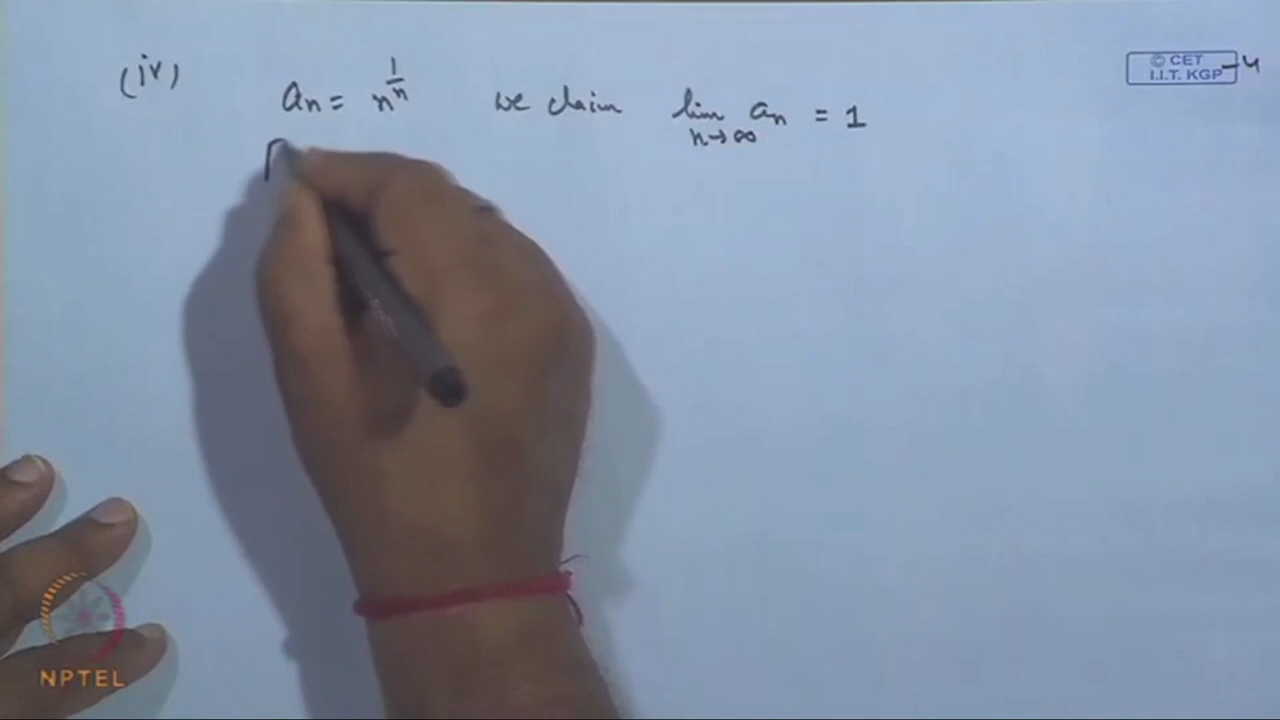 (iv) aₙ = n^(1/n) we claim lim n→∞ aₙ = 1
© CET
I.I.T. KGP
-4
NPTEL